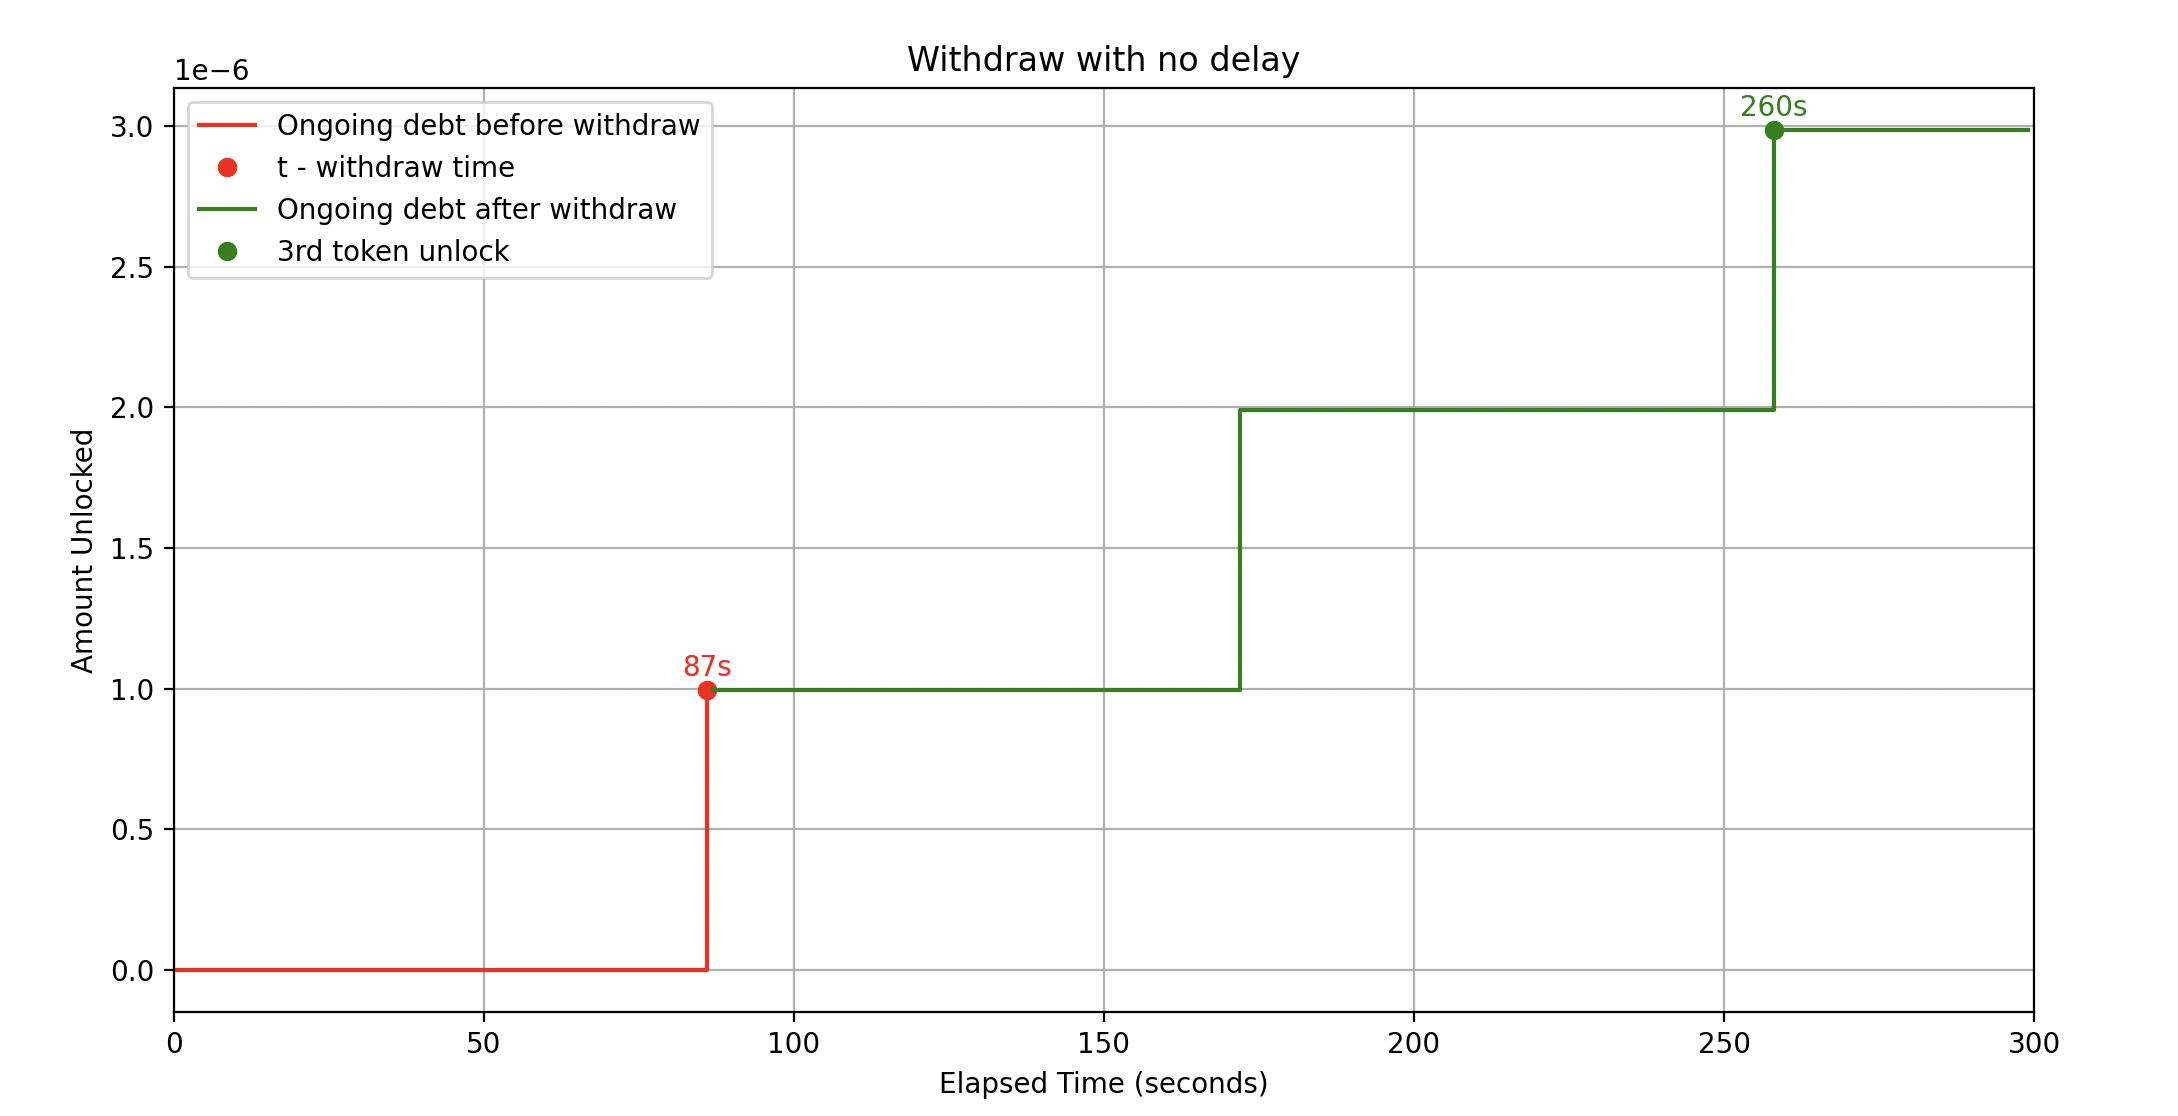 Withdraw with no delay
1e−6
Ongoing debt before withdraw
t - withdraw time
Ongoing debt after withdraw
3rd token unlock
260s
87s
3.0
2.5
2.0
1.5
1.0
0.5
0.0
Amount Unlocked
0 50 100 150 200 250 300
Elapsed Time (seconds)